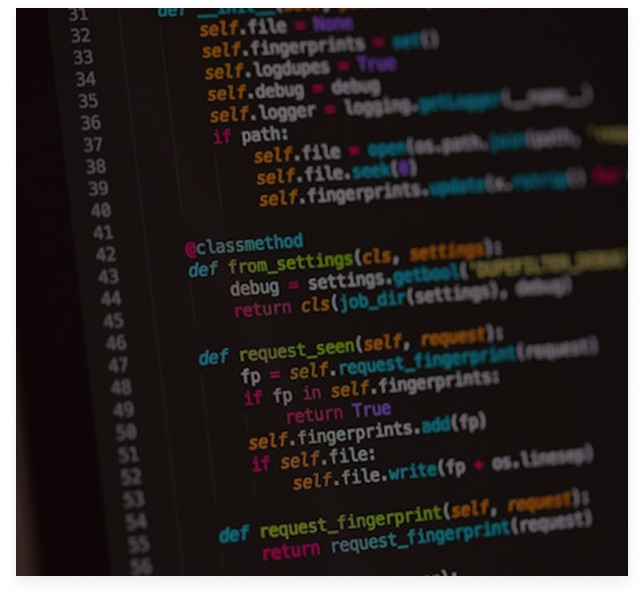 31 def __init__(self,
32 self.file = None
33 self.fingerprints = set()
34 self.logdupes = True
35 self.debug = debug
36 self.logger = logging.getLogger(__name__)
37 if path:
38 self.file = open(os.path.join(path,
39 self.file.seek(0)
40 self.fingerprints.update(x.rstrip() for
41
42 @classmethod
43 def from_settings(cls, settings):
44 debug = settings.getbool("DUPEFILTER_DEBUG"
45 return cls(job_dir(settings), debug)
46
47 def request_seen(self, request):
48 fp = self.request_fingerprint(request)
49 if fp in self.fingerprints:
50 return True
51 self.fingerprints.add(fp)
52 if self.file:
53 self.file.write(fp + os.linesep)
54
55 def request_fingerprint(self, request):
56 return request_fingerprint(request)